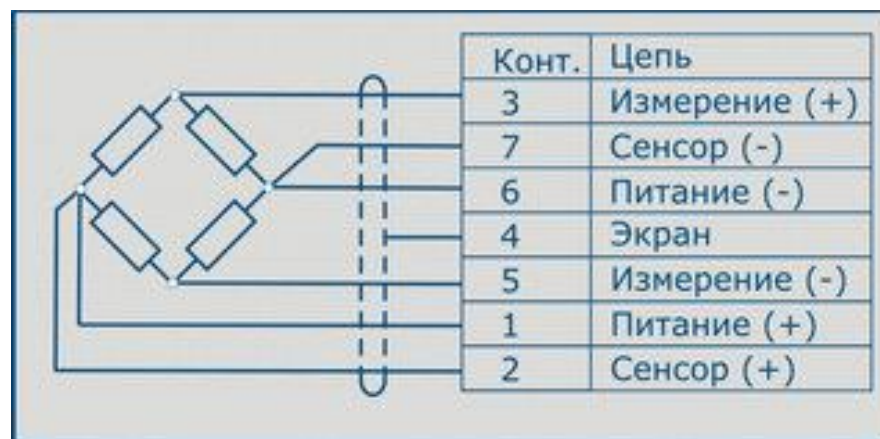 Конт. Цепь
3 Измерение (+)
7 Сенсор (-)
6 Питание (-)
4 Экран
5 Измерение (-)
1 Питание (+)
2 Сенсор (+)